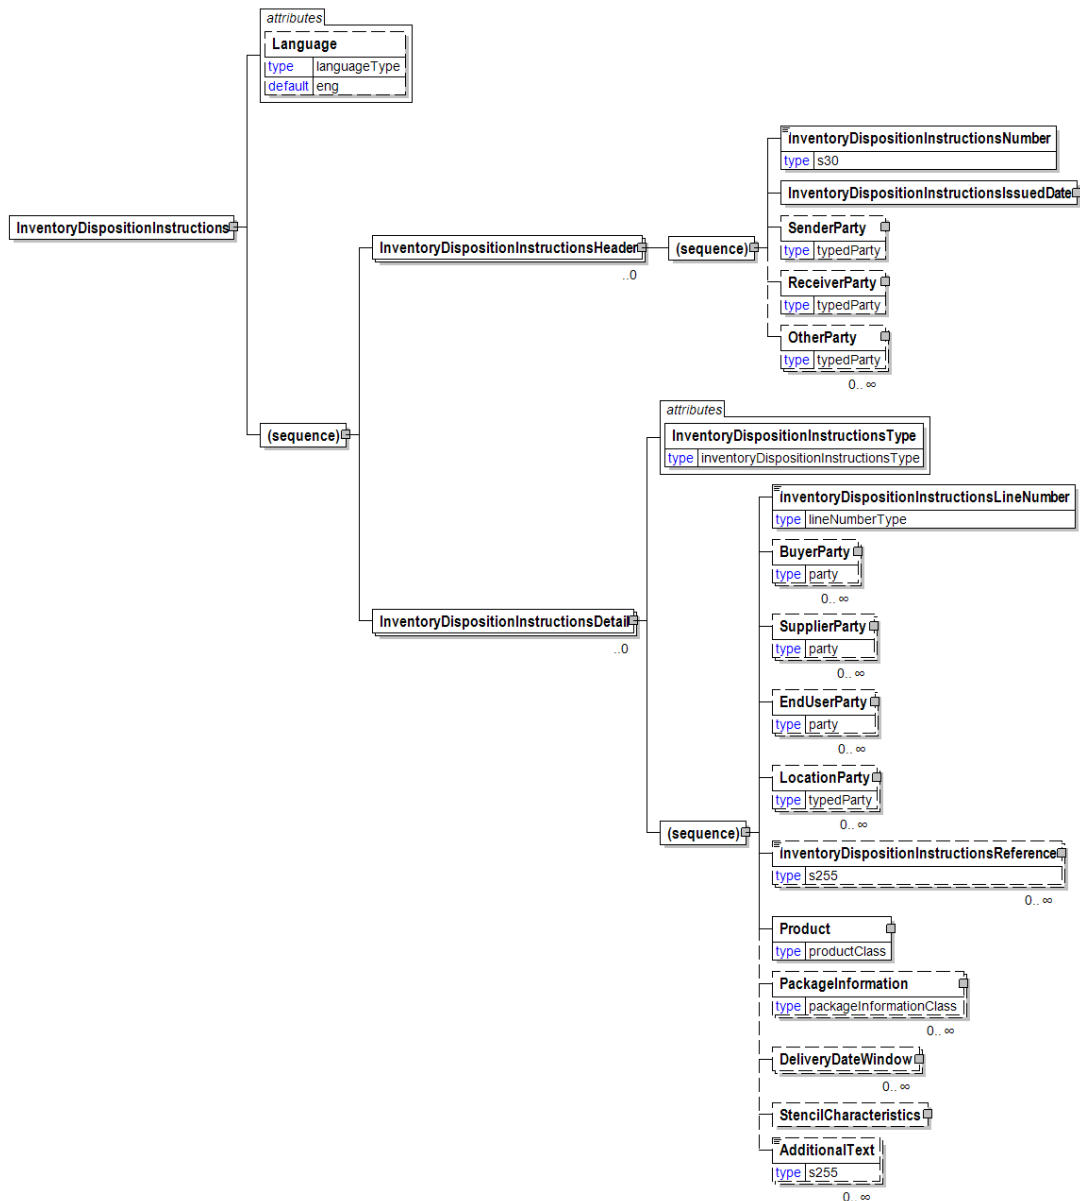 attributes
Language
type languageType
default eng
InventoryDispositionInstructions
InventoryDispositionInstructionsHeader
..0
(sequence)
InventoryDispositionInstructionsNumber
type s30
InventoryDispositionInstructionsIssuedDate
SenderParty
type typedParty
ReceiverParty
type typedParty
OtherParty
type typedParty
0.. ∞
(sequence)
attributes
InventoryDispositionInstructionsType
type inventoryDispositionInstructionsType
InventoryDispositionInstructionsDetail
..0
(sequence)
InventoryDispositionInstructionsLineNumber
type lineNumberType
BuyerParty
type party
0.. ∞
SupplierParty
type party
0.. ∞
EndUserParty
type party
0.. ∞
LocationParty
type typedParty
0.. ∞
InventoryDispositionInstructionsReference
type s255
0.. ∞
Product
type productClass
PackageInformation
type packageInformationClass
0.. ∞
DeliveryDateWindow
0.. ∞
StencilCharacteristics
AdditionalText
type s255
0.. ∞